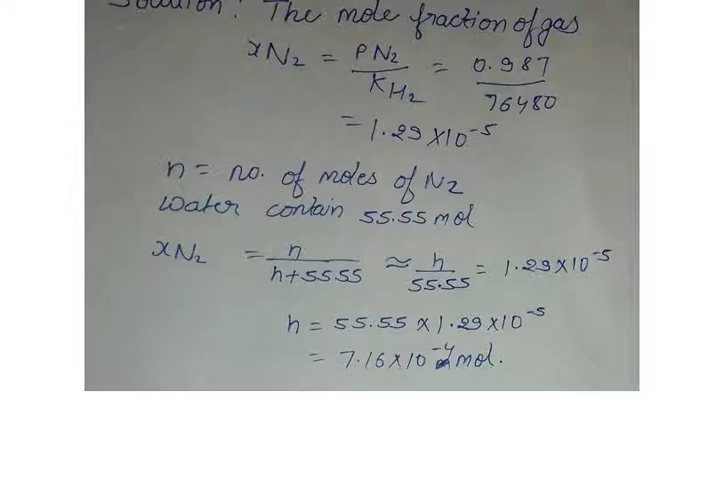 Solution: The mole fraction of gas
xN₂ = PN₂/KH₂ = 0.987/76480
= 1.29×10⁻⁵
n = no. of moles of N₂
water contain 55.55 mol
xN₂ = n/n+55.55 ≈ n/55.55 = 1.29×10⁻⁵
n = 55.55 × 1.29×10⁻⁵
= 7.16×10⁻⁴ mol.